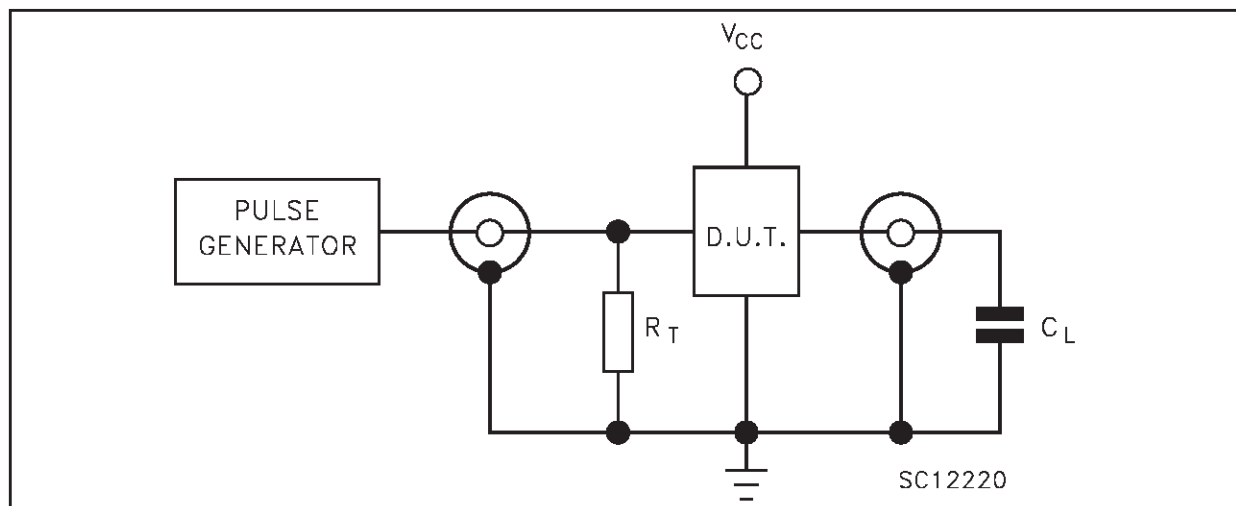 VCC
PULSE
GENERATOR
D.U.T.
RT
CL
SC12220